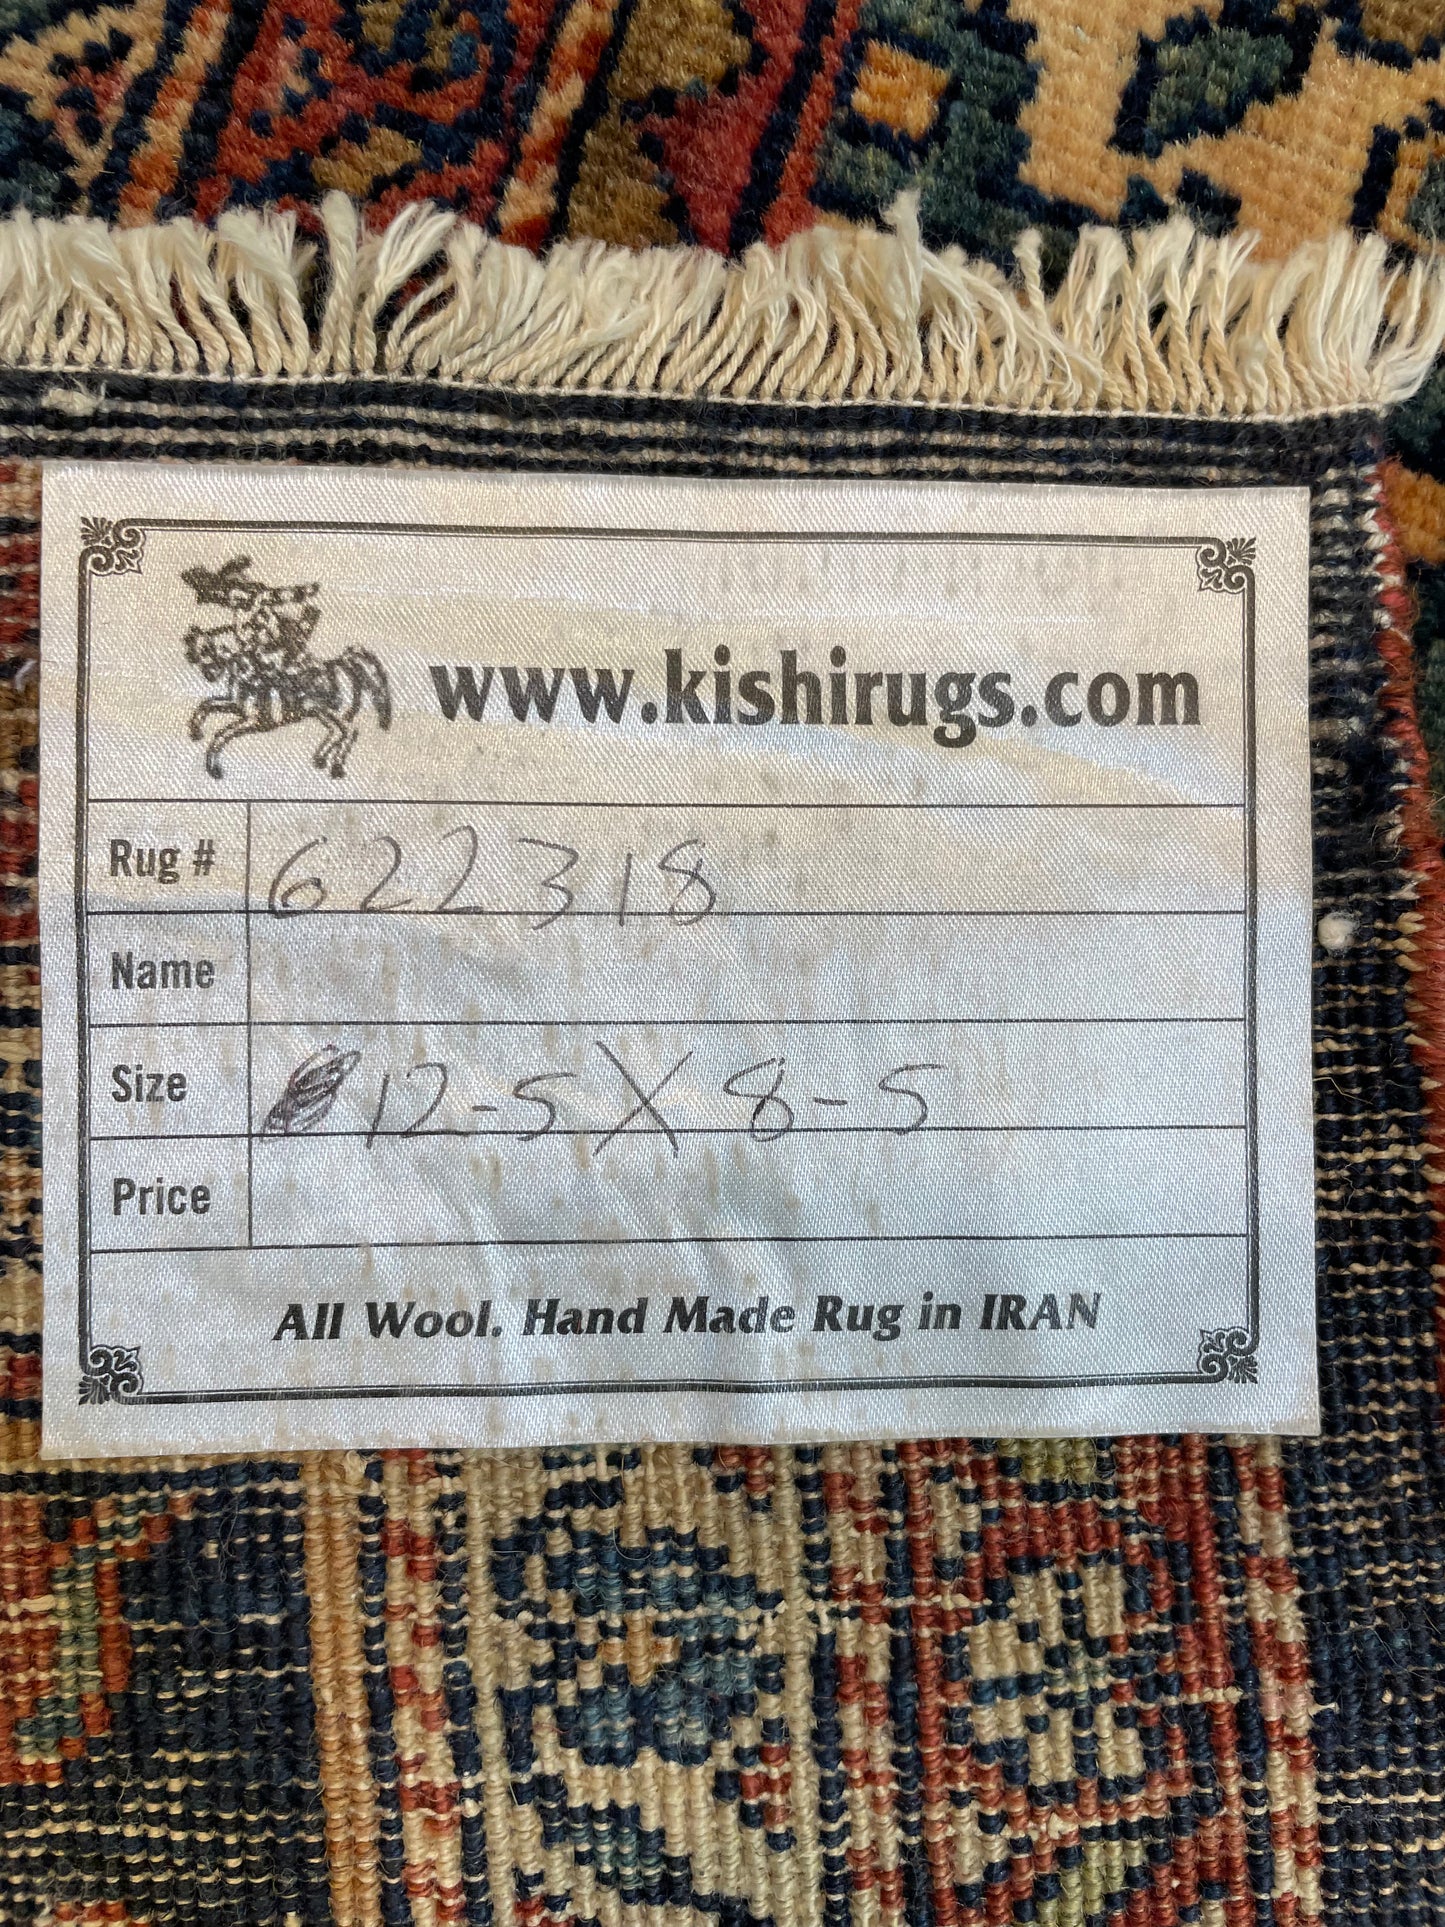 www.kishirugs.com
Rug # 622318
Name
Size 12-5 X 8-5
Price
All Wool. Hand Made Rug in IRAN